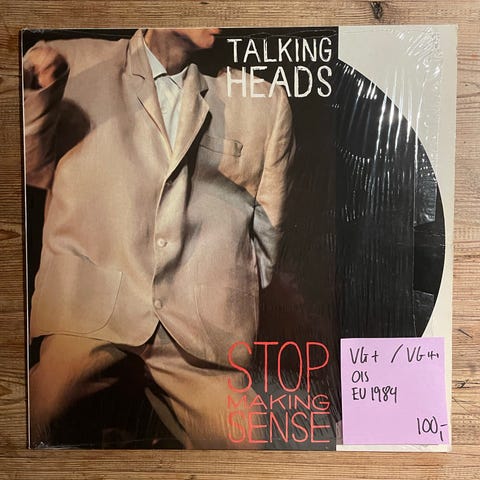 TALKING
HEADS
STOP
MAKING
SENSE
VG+ / VG++
OIS
EU 1984
100,-